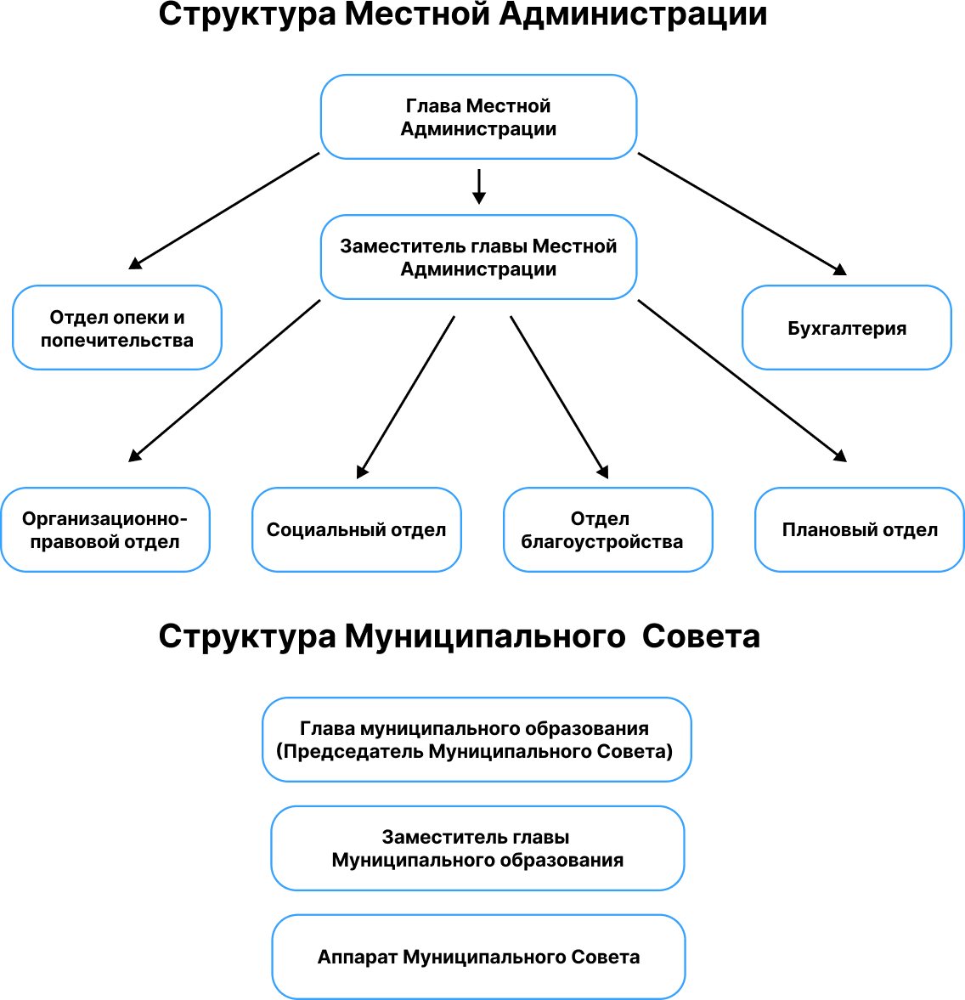 Структура Местной Администрации
Глава Местной
Администрации
Заместитель главы Местной
Администрации
Отдел опеки и
попечительства
Бухгалтерия
Организационно-
правовой отдел
Социальный отдел
Отдел
благоустройства
Плановый отдел
Структура Муниципального Совета
Глава муниципального образования
(Председатель Муниципального Совета)
Заместитель главы
Муниципального образования
Аппарат Муниципального Совета